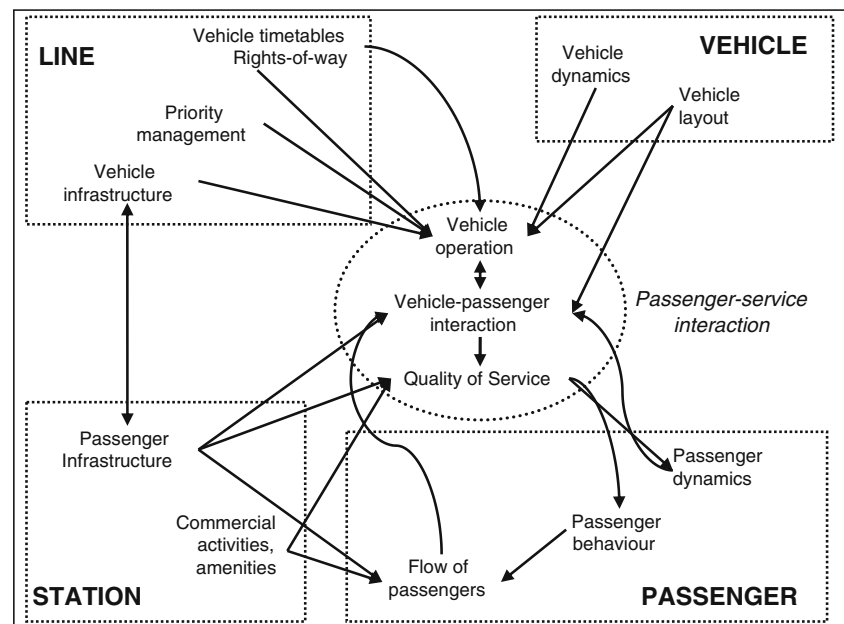 LINE
Vehicle timetables
Rights-of-way
Priority
management
Vehicle
infrastructure
VEHICLE
Vehicle
dynamics
Vehicle
layout
Vehicle
operation
Vehicle-passenger
interaction
Quality of Service
Passenger-service
interaction
Passenger
Infrastructure
Commercial
activities,
amenities
STATION
Passenger
dynamics
Passenger
behaviour
Flow of
passengers
PASSENGER